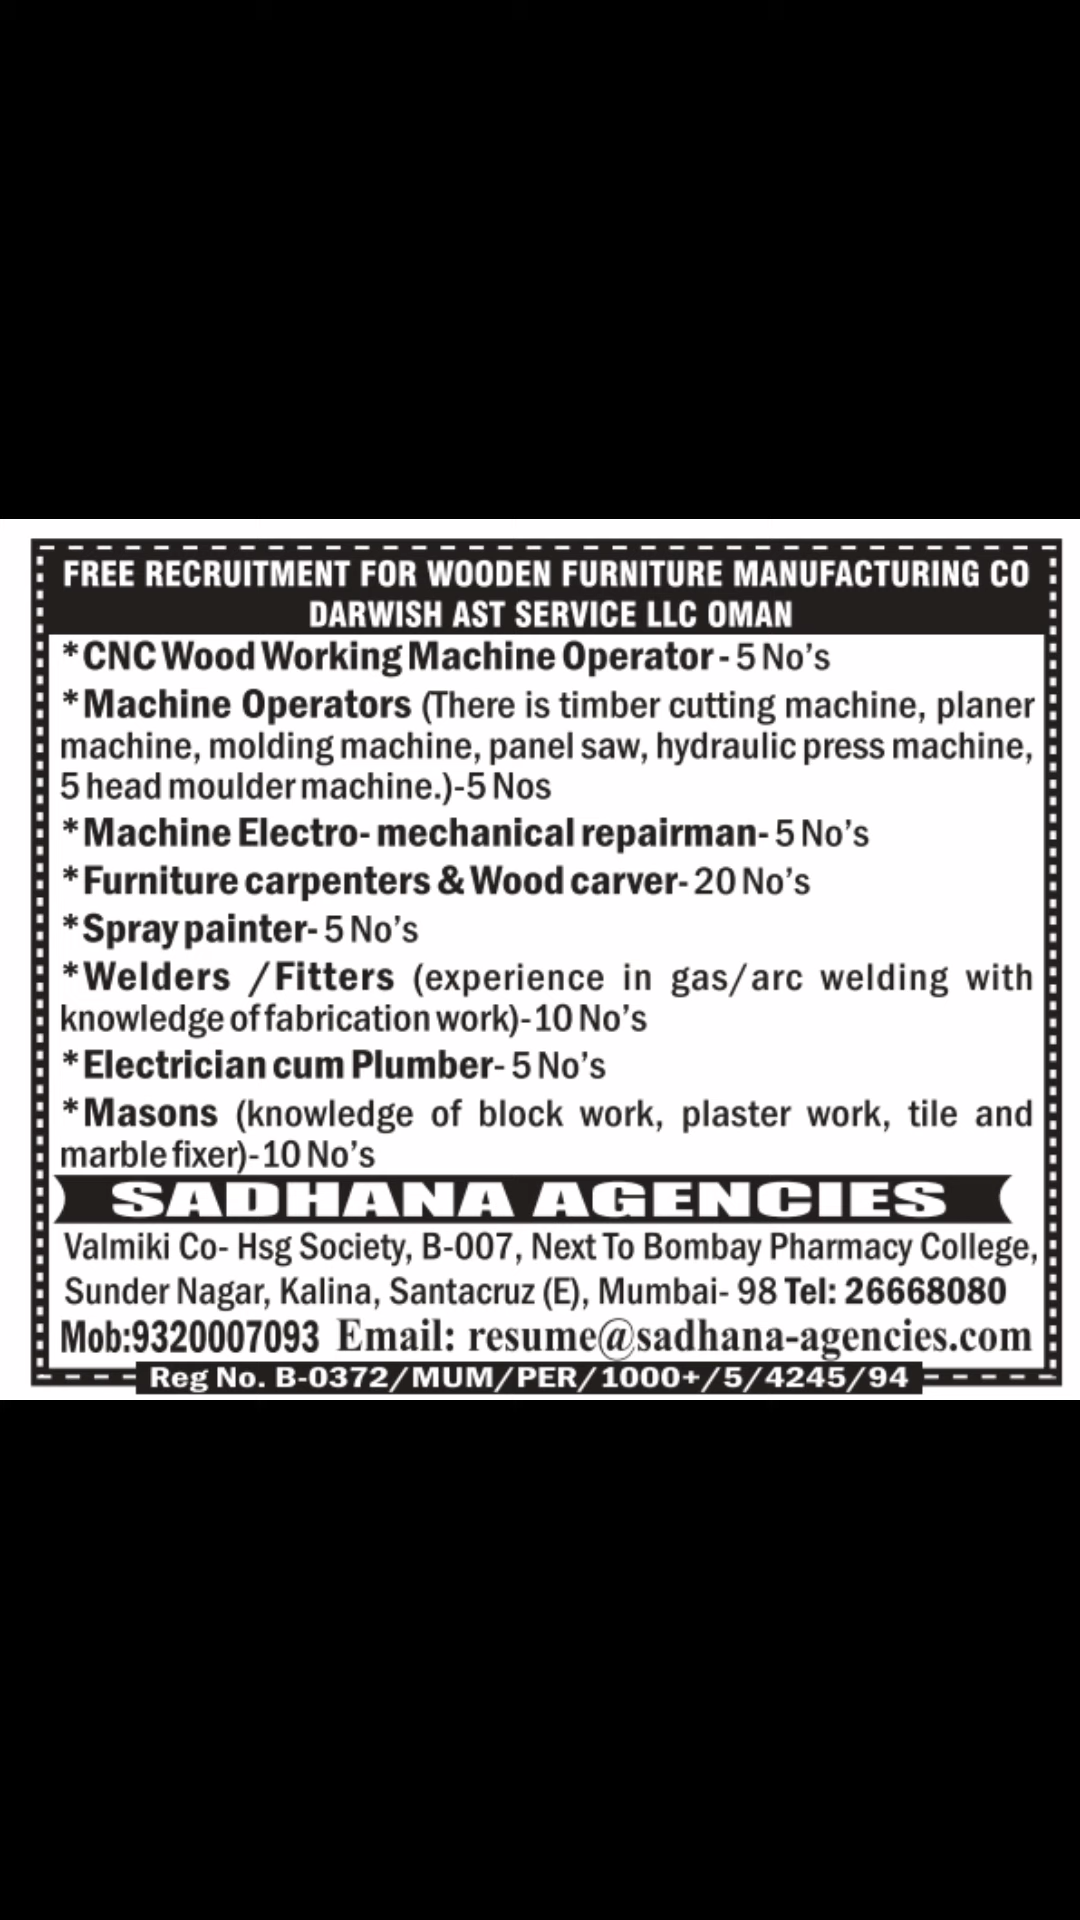 FREE RECRUITMENT FOR WOODEN FURNITURE MANUFACTURING CO
DARWISH AST SERVICE LLC OMAN
*CNC Wood Working Machine Operator - 5 No's
*Machine Operators (There is timber cutting machine, planer
machine, molding machine, panel saw, hydraulic press machine,
5 head moulder machine.)-5 Nos
*Machine Electro- mechanical repairman- 5 No's
*Furniture carpenters & Wood carver- 20 No's
*Spray painter- 5 No's
*Welders /Fitters (experience in gas/arc welding with
knowledge of fabrication work)-10 No's
*Electrician cum Plumber- 5 No's
*Masons (knowledge of block work, plaster work, tile and
marble fixer)-10 No's
SADHANA AGENCIES
Valmiki Co- Hsg Society, B-007, Next To Bombay Pharmacy College,
Sunder Nagar, Kalina, Santacruz (E), Mumbai- 98 Tel: 26668080
Mob:9320007093 Email: resume@sadhana-agencies.com
Reg No. B-0372/MUM/PER/1000+/5/4245/94